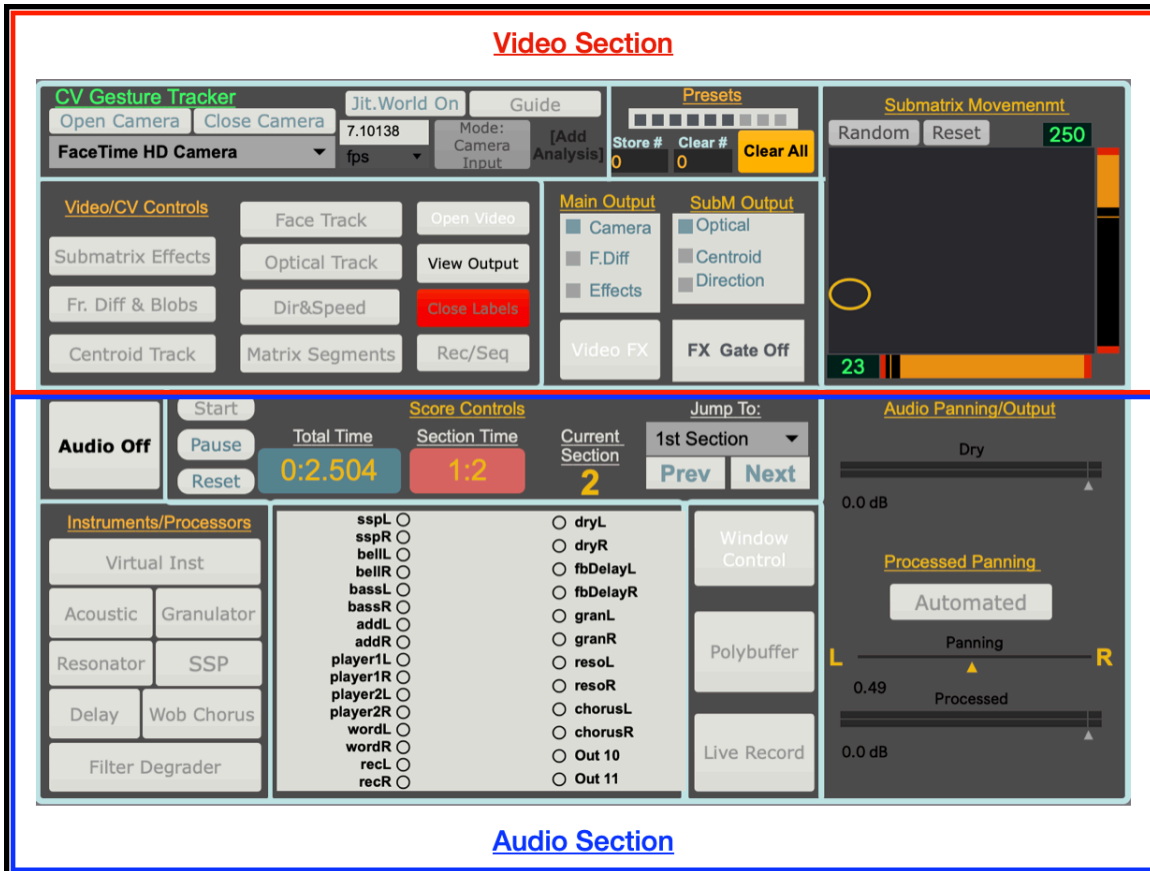 Video Section
CV Gesture Tracker
Open Camera
Close Camera
FaceTime HD Camera
Jit.World On
Guide
7.10138
fps
Mode:
Camera
Input
[Add
Analysis]
Presets
Store #
Clear #
0
0
Clear All
Submatrix Movemenmt
Random
Reset
250
23
Video/CV Controls
Submatrix Effects
Fr. Diff & Blobs
Centroid Track
Face Track
Optical Track
Dir&Speed
Matrix Segments
Open Video
View Output
Close Labels
Rec/Seq
Main Output
Camera
F.Diff
Effects
SubM Output
Optical
Centroid
Direction
Video FX
FX Gate Off
Audio Off
Start
Pause
Reset
Score Controls
Total Time
0:2.504
Section Time
1:2
Current
Section
2
Jump To:
1st Section
Prev
Next
Audio Panning/Output
Dry
0.0 dB
Processed Panning
Automated
Panning
L
R
0.49
Processed
0.0 dB
Instruments/Processors
Virtual Inst
Acoustic
Granulator
Resonator
SSP
Delay
Wob Chorus
Filter Degrader
sspL
sspR
bellL
bellR
bassL
bassR
addL
addR
player1L
player1R
player2L
player2R
wordL
wordR
recL
recR
dryL
dryR
fbDelayL
fbDelayR
granL
granR
resoL
resoR
chorusL
chorusR
Out 10
Out 11
Window
Control
Polybuffer
Live Record
Audio Section